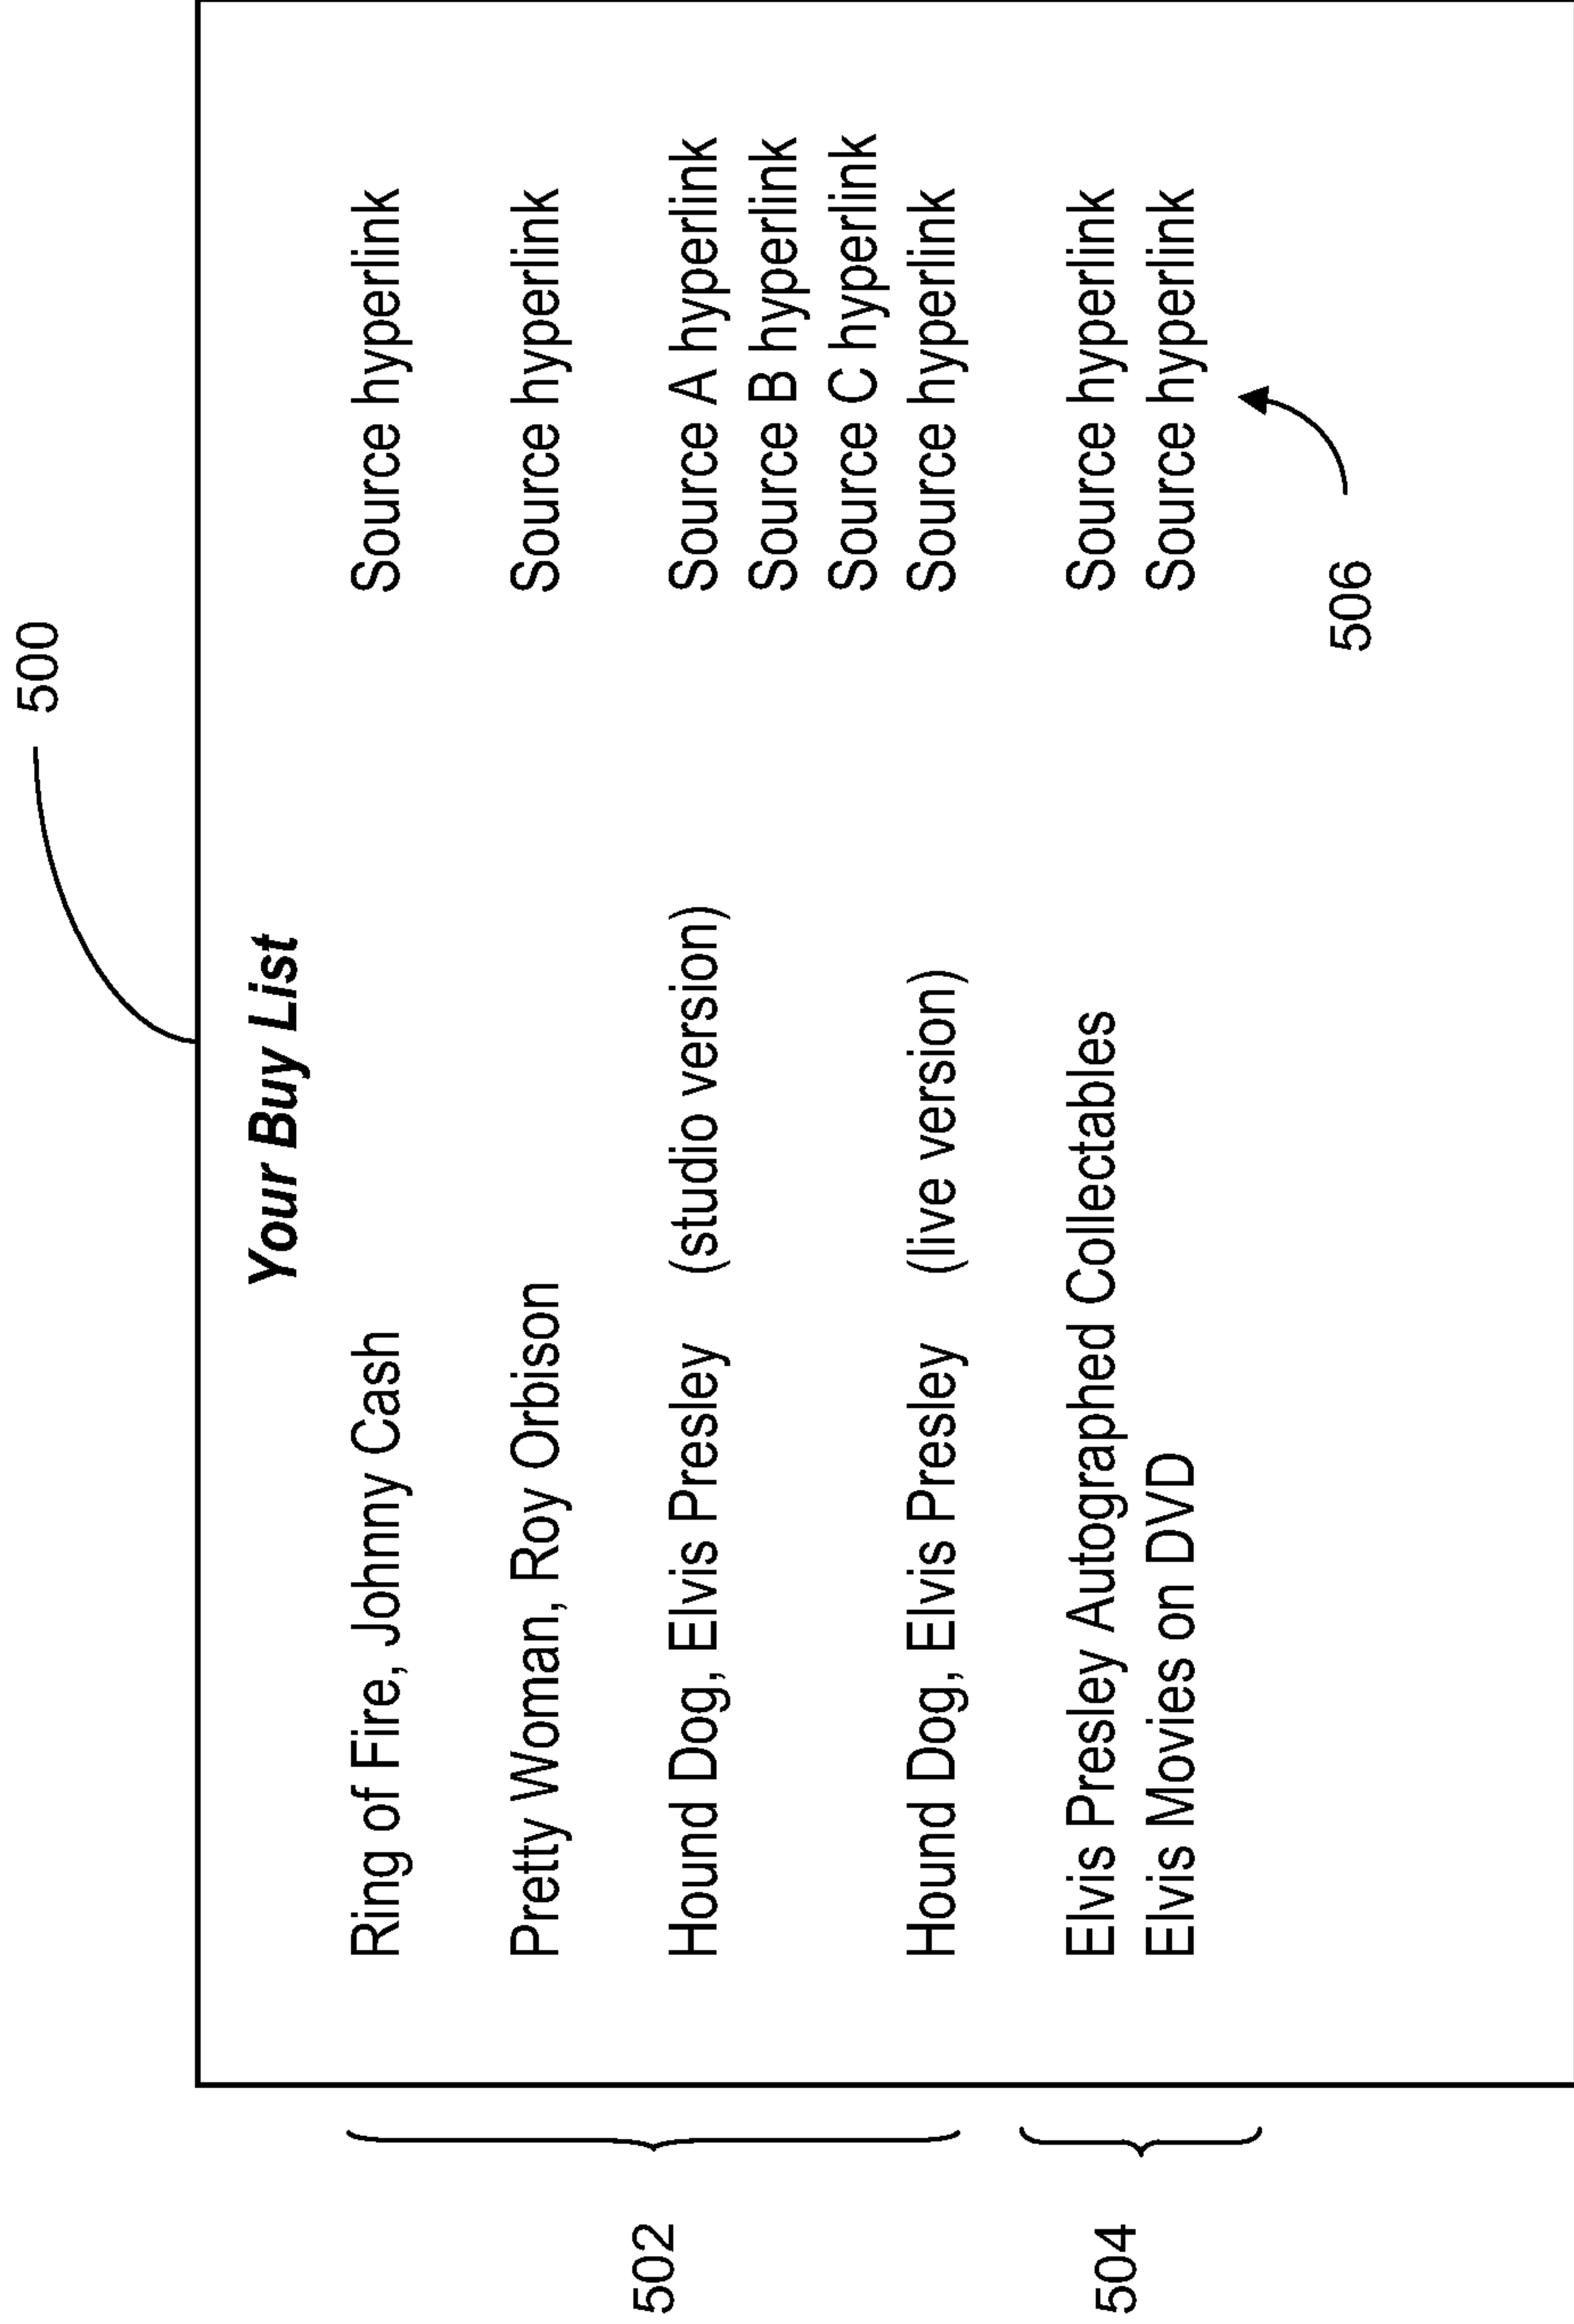 500
Your Buy List
Ring of Fire, Johnny Cash Source hyperlink
Pretty Woman, Roy Orbison Source hyperlink
Hound Dog, Elvis Presley (studio version) Source A hyperlink
Source B hyperlink
Source C hyperlink
Hound Dog, Elvis Presley (live version) Source hyperlink
502
Elvis Presley Autographed Collectables Source hyperlink
Elvis Movies on DVD Source hyperlink
504
506